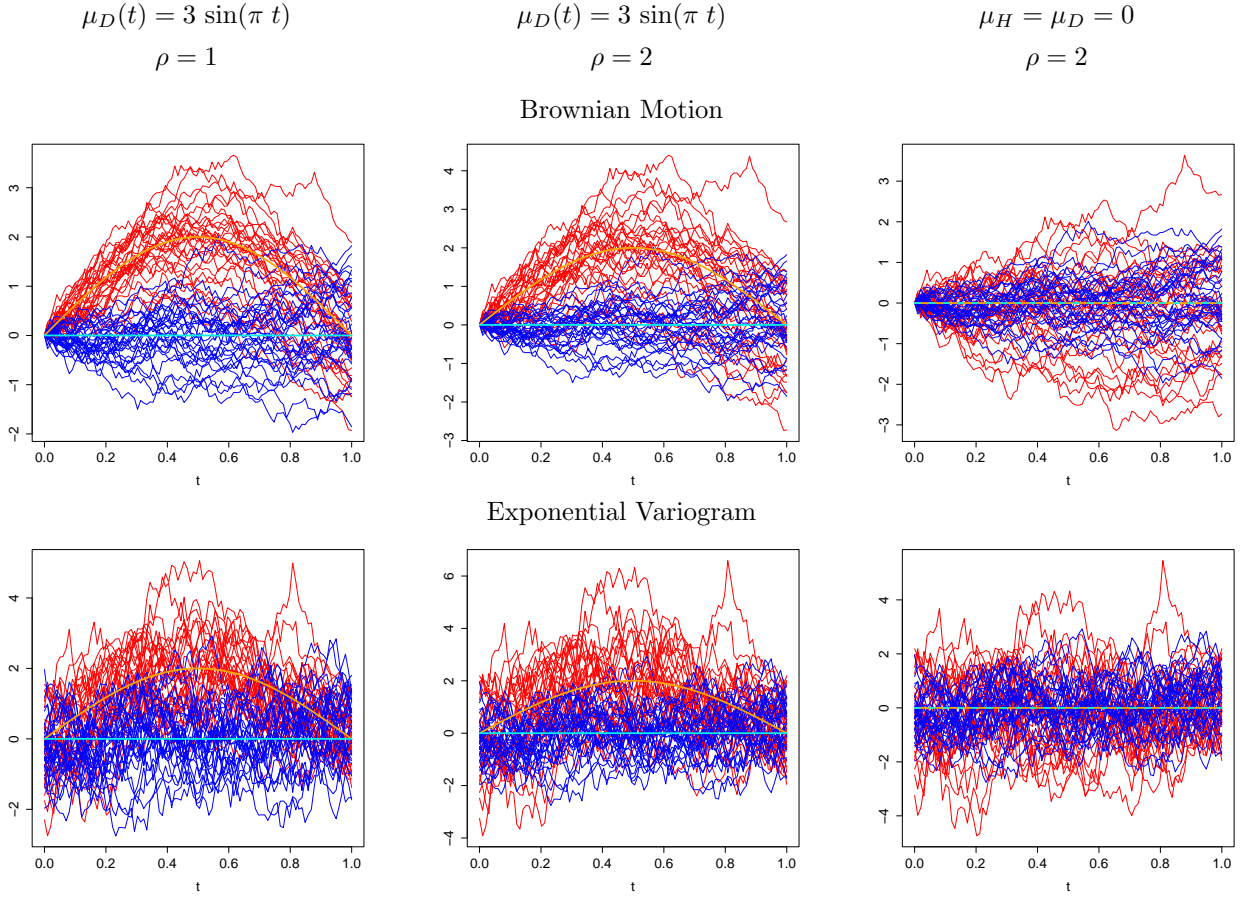 μ_D(t) = 3 sin(π t) μ_D(t) = 3 sin(π t) μ_H = μ_D = 0
ρ = 1 ρ = 2 ρ = 2
Brownian Motion
3
2
1
0
−1
−2
0.0 0.2 0.4 0.6 0.8 1.0
t
4
3
2
1
0
−1
−2
−3
0.0 0.2 0.4 0.6 0.8 1.0
t
3
2
1
0
−1
−2
−3
0.0 0.2 0.4 0.6 0.8 1.0
t
Exponential Variogram
4
2
0
−2
0.0 0.2 0.4 0.6 0.8 1.0
t
6
4
2
0
−2
−4
0.0 0.2 0.4 0.6 0.8 1.0
t
4
2
0
−2
−4
0.0 0.2 0.4 0.6 0.8 1.0
t